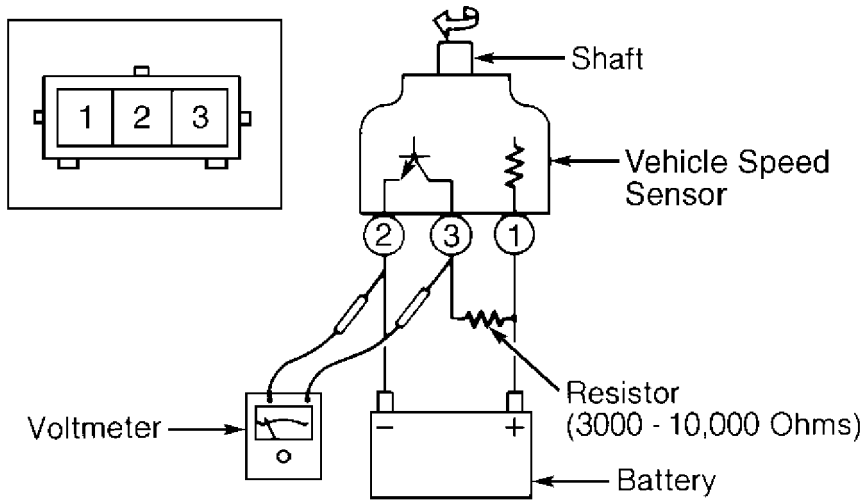 Shaft
1 2 3
Vehicle Speed
Sensor
2 3 1
Resistor
(3000 - 10,000 Ohms)
Voltmeter
- +
Battery